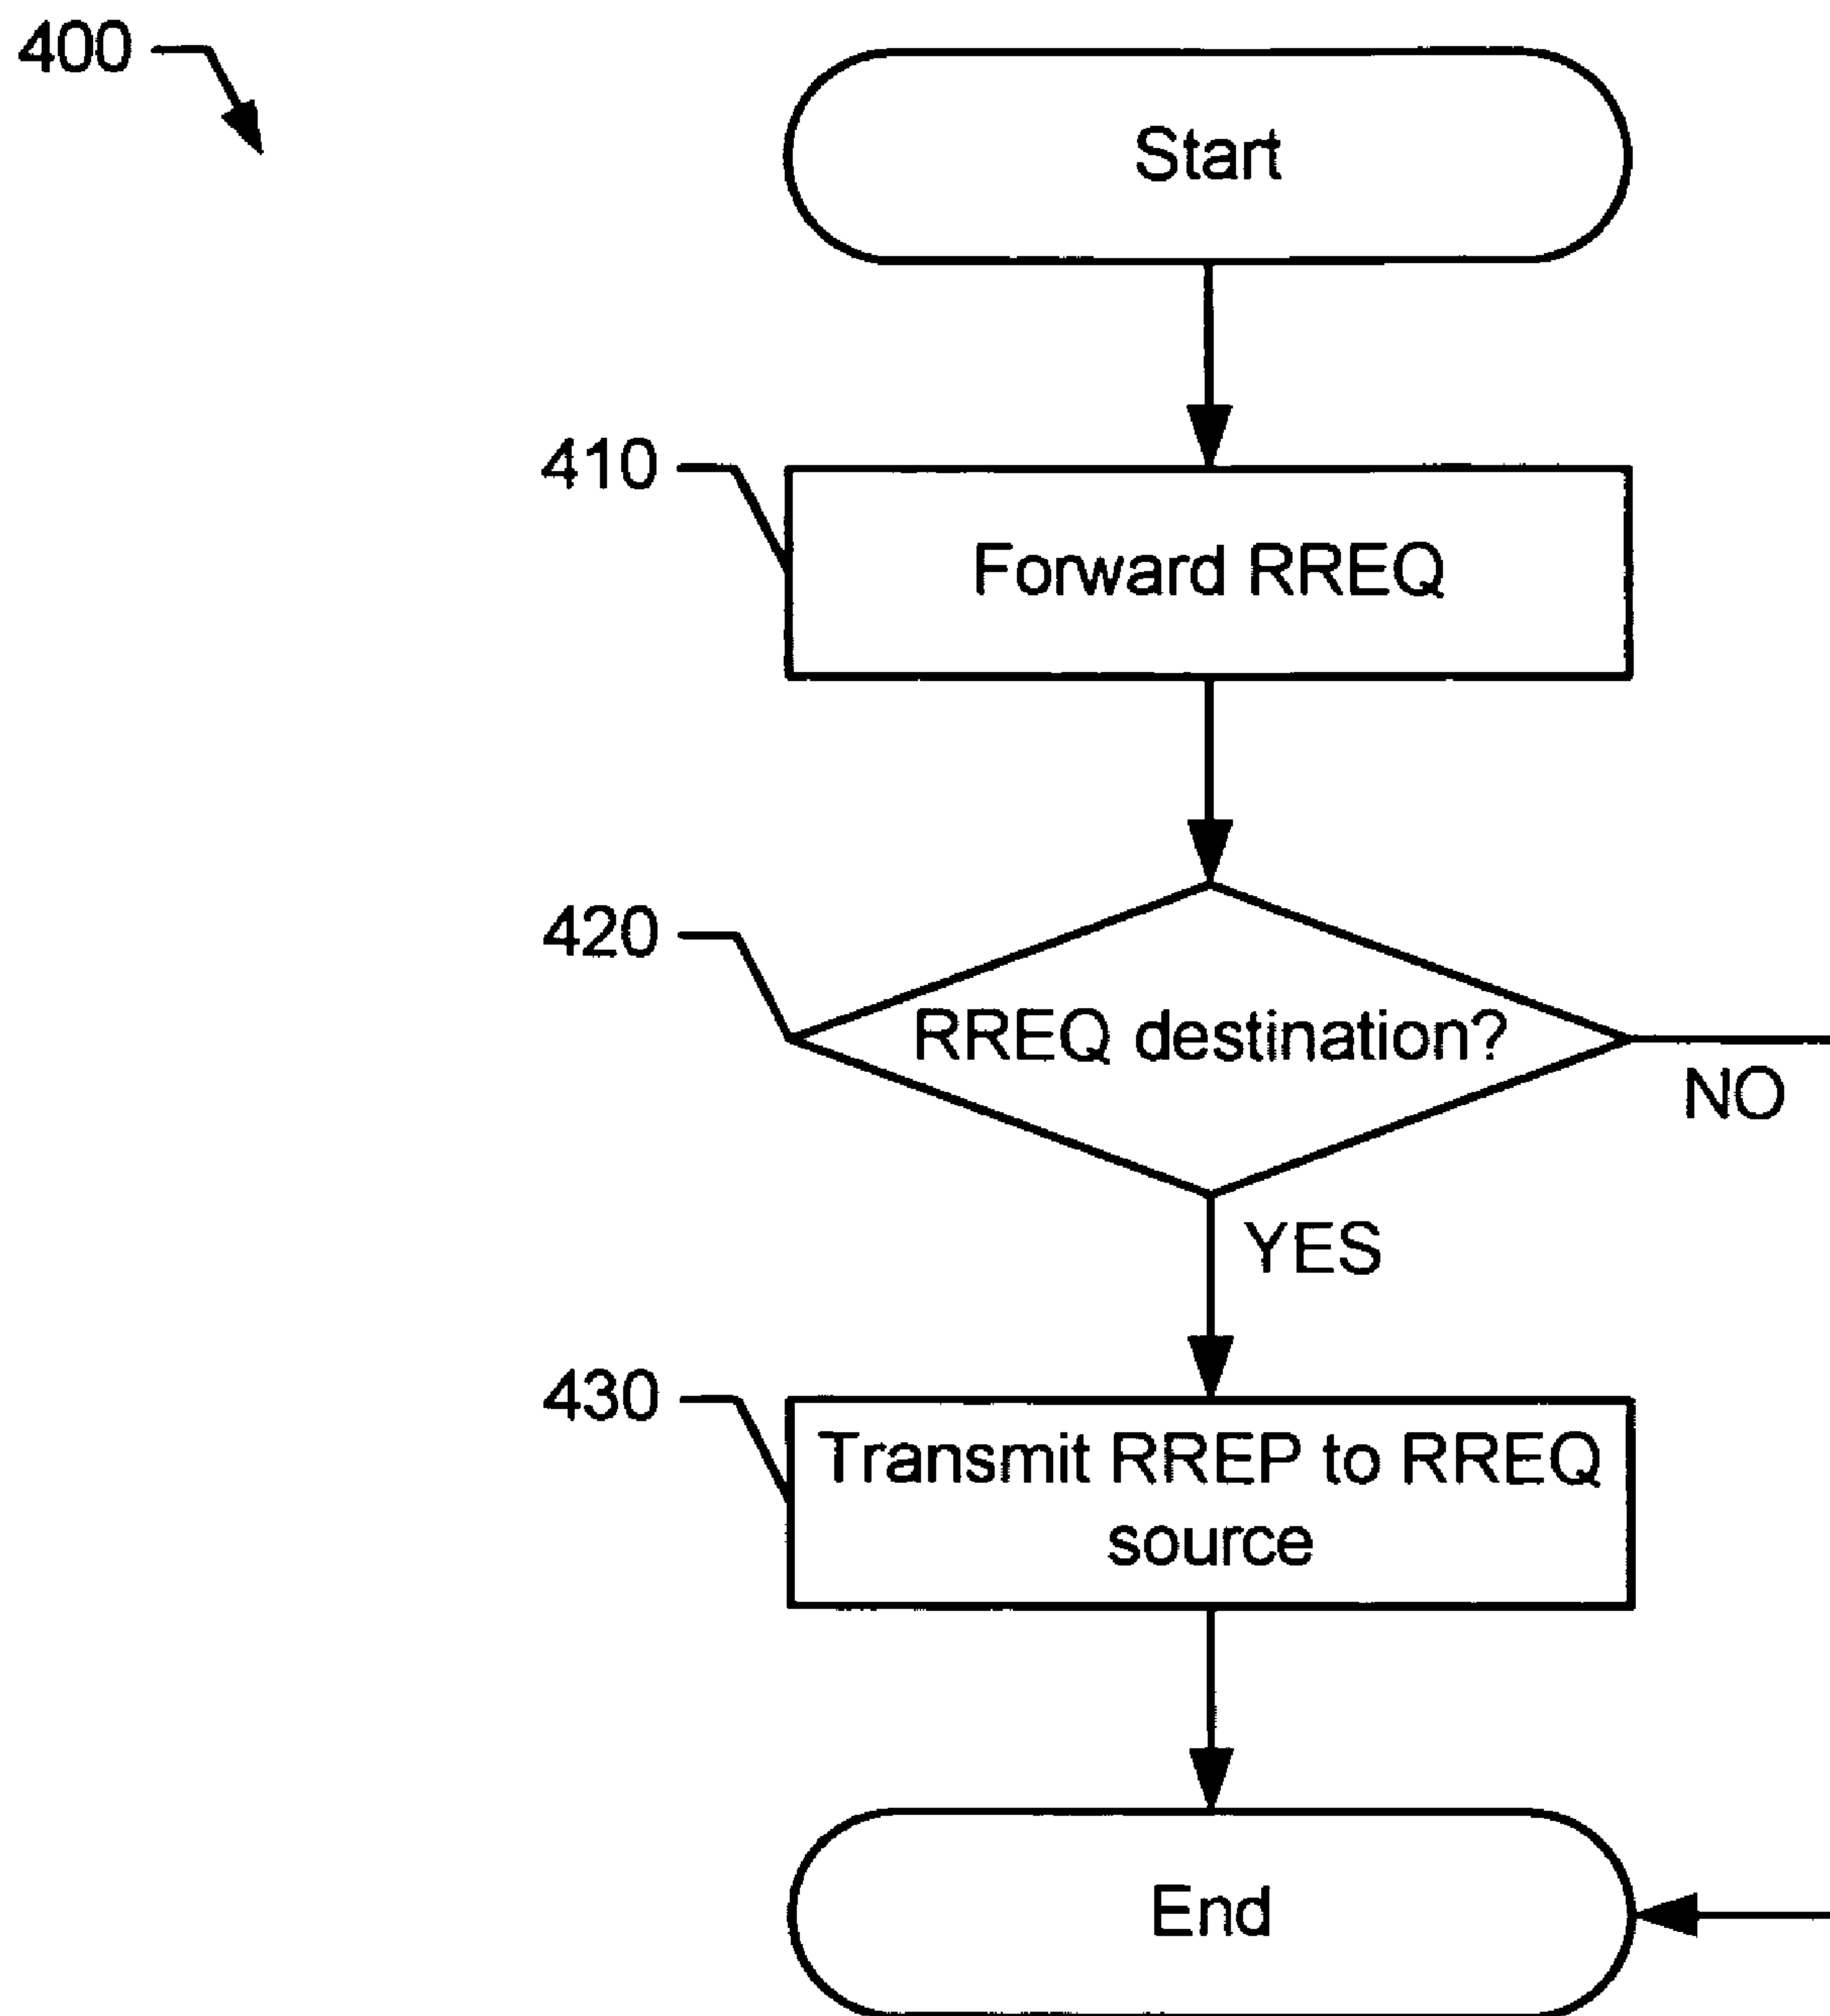 400
Start
410
Forward RREQ
420
RREQ destination?
NO
YES
430
Transmit RREP to RREQ
source
End